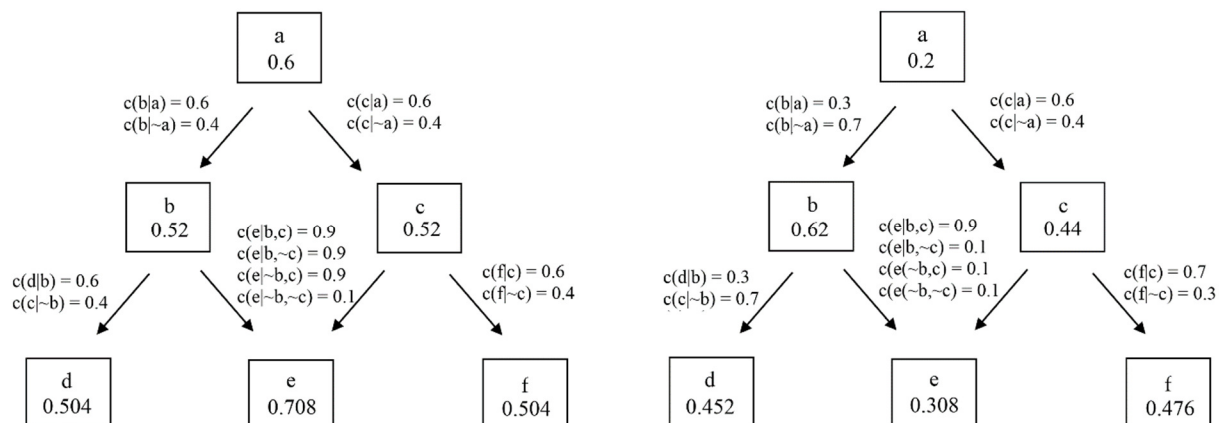 a
0.6
c(b|a) = 0.6
c(b|~a) = 0.4
c(c|a) = 0.6
c(c|~a) = 0.4
b
0.52
c
0.52
c(e|b,c) = 0.9
c(e|b,~c) = 0.9
c(e|~b,c) = 0.9
c(e|~b,~c) = 0.1
c(d|b) = 0.6
c(c|~b) = 0.4
c(f|c) = 0.6
c(f|~c) = 0.4
d
0.504
e
0.708
f
0.504
a
0.2
c(b|a) = 0.3
c(b|~a) = 0.7
c(c|a) = 0.6
c(c|~a) = 0.4
b
0.62
c
0.44
c(e|b,c) = 0.9
c(e|b,~c) = 0.1
c(e(~b,c) = 0.1
c(e(~b,~c) = 0.1
c(d|b) = 0.3
c(c|~b) = 0.7
c(f|c) = 0.7
c(f|~c) = 0.3
d
0.452
e
0.308
f
0.476